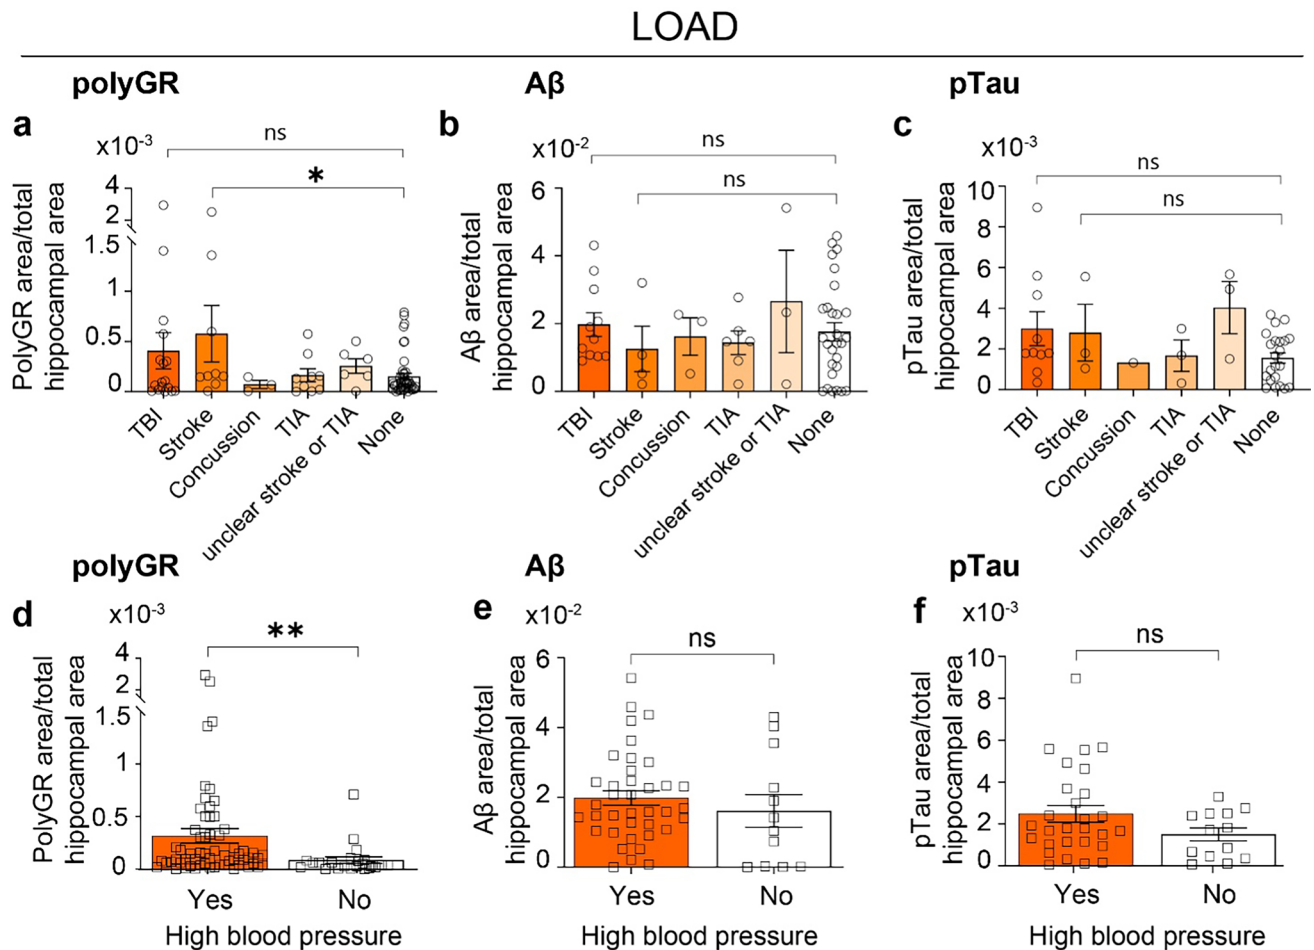 LOAD
polyGR
Aβ
pTau
a
x10-3
ns
*
PolyGR area/total
hippocampal area
4
2
1.5
1
0.5
0
TBI
Stroke
Concussion
TIA
unclear stroke or TIA
None
b
x10-2
ns
ns
Aβ area/total
hippocampal area
6
4
2
0
TBI
Stroke
Concussion
TIA
unclear stroke or TIA
None
c
x10-3
ns
ns
pTau area/total
hippocampal area
10
8
6
4
2
0
TBI
Stroke
Concussion
TIA
unclear stroke or TIA
None
polyGR
Aβ
pTau
d
x10-3
**
PolyGR area/total
hippocampal area
4
2
1.5
1
0.5
0
Yes
No
High blood pressure
e
x10-2
ns
Aβ area/total
hippocampal area
6
4
2
0
Yes
No
High blood pressure
f
x10-3
ns
pTau area/total
hippocampal area
10
8
6
4
2
0
Yes
No
High blood pressure